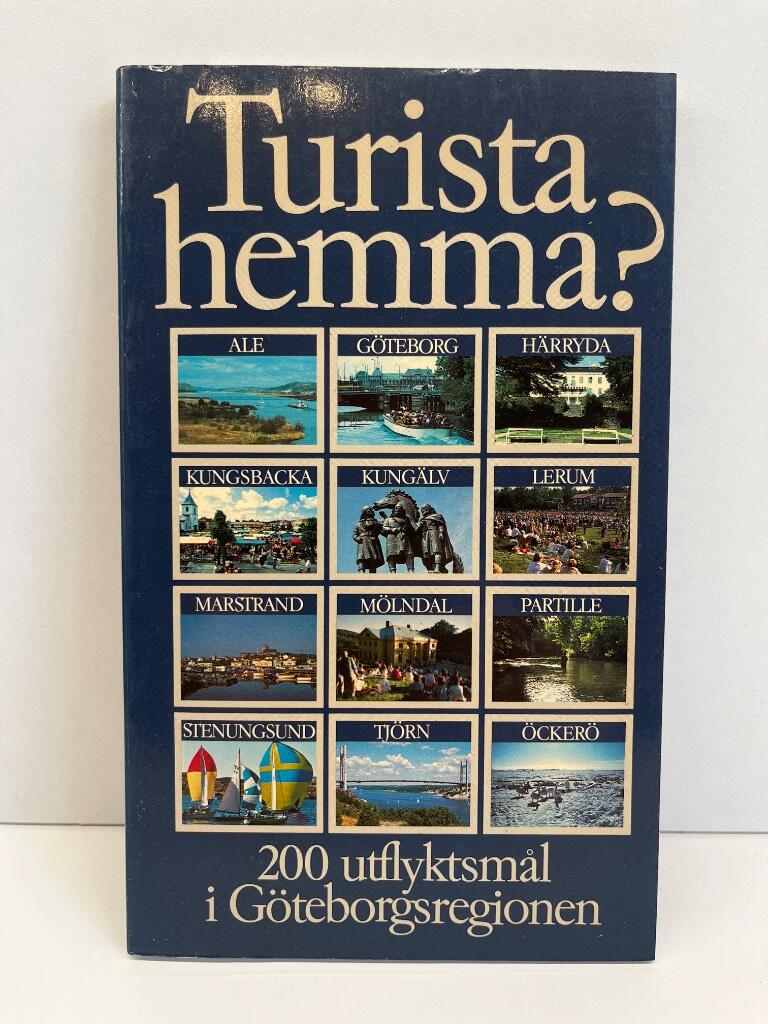 Turista
hemma?
ALE
GÖTEBORG
HÄRRYDA
KUNGSBACKA
KUNGÄLV
LERUM
MARSTRAND
MÖLNDAL
PARTILLE
STENUNGSUND
TJÖRN
ÖCKERÖ
200 utflyktsmål
i Göteborgsregionen